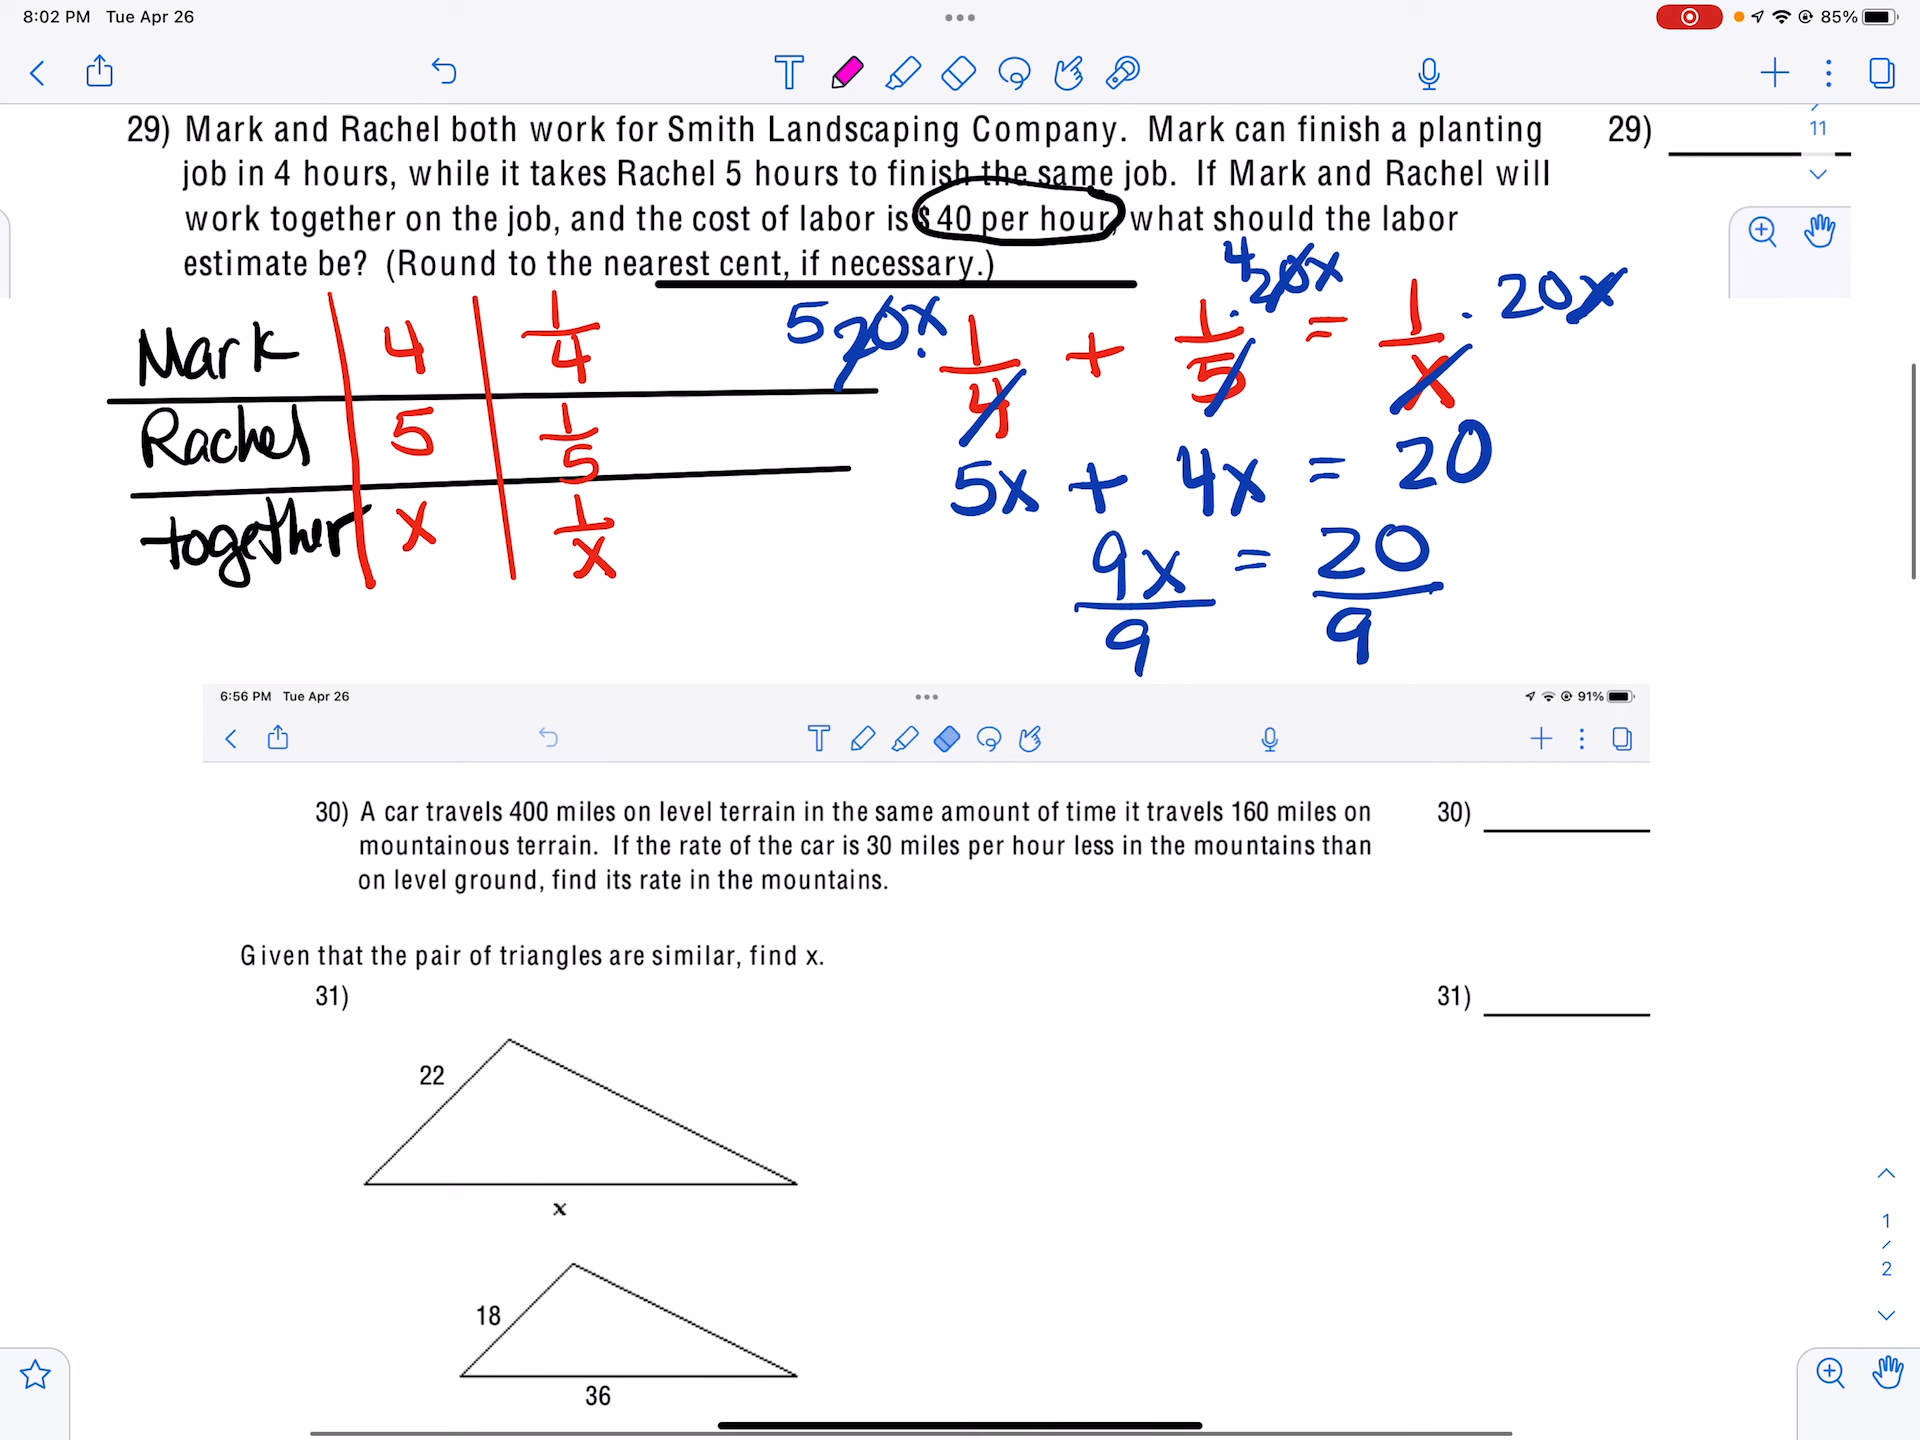 8:02 PM Tue Apr 26
85%
T
29) Mark and Rachel both work for Smith Landscaping Company. Mark can finish a planting
job in 4 hours, while it takes Rachel 5 hours to finish the same job. If Mark and Rachel will
work together on the job, and the cost of labor is $40 per hour, what should the labor
estimate be? (Round to the nearest cent, if necessary.)
29)
11
Mark 4 1/4
Rachel 5 1/5
together x 1/x
5 20x · 1/4 + 1/5 · 4 20x = 1/x · 20x
5x + 4x = 20
9x/9 = 20/9
6:56 PM Tue Apr 26
91%
T
30) A car travels 400 miles on level terrain in the same amount of time it travels 160 miles on
mountainous terrain. If the rate of the car is 30 miles per hour less in the mountains than
on level ground, find its rate in the mountains.
30)
Given that the pair of triangles are similar, find x.
31)
31)
22
x
18
36
1
/
2